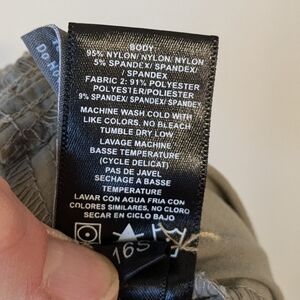 BODY
95% NYLON/ NYLON/ NYLON
5% SPANDEX/ SPANDEX/
/ SPANDEX
FABRIC 2: 91% POLYESTER
POLYESTER/POLIESTER
9% SPANDEX/ SPANDEX/ SPANDEX
MACHINE WASH COLD WITH
LIKE COLORS, NO BLEACH
TUMBLE DRY LOW
LAVAGE MACHINE
BASSE TEMPERATURE
(CYCLE DELICAT)
PAS DE JAVEL
SECHAGE A BASSE
TEMPERATURE
LAVAR CON AGUA FRIA CON
COLORES SIMILARES, NO CLORO
SECAR EN CICLO BAJO